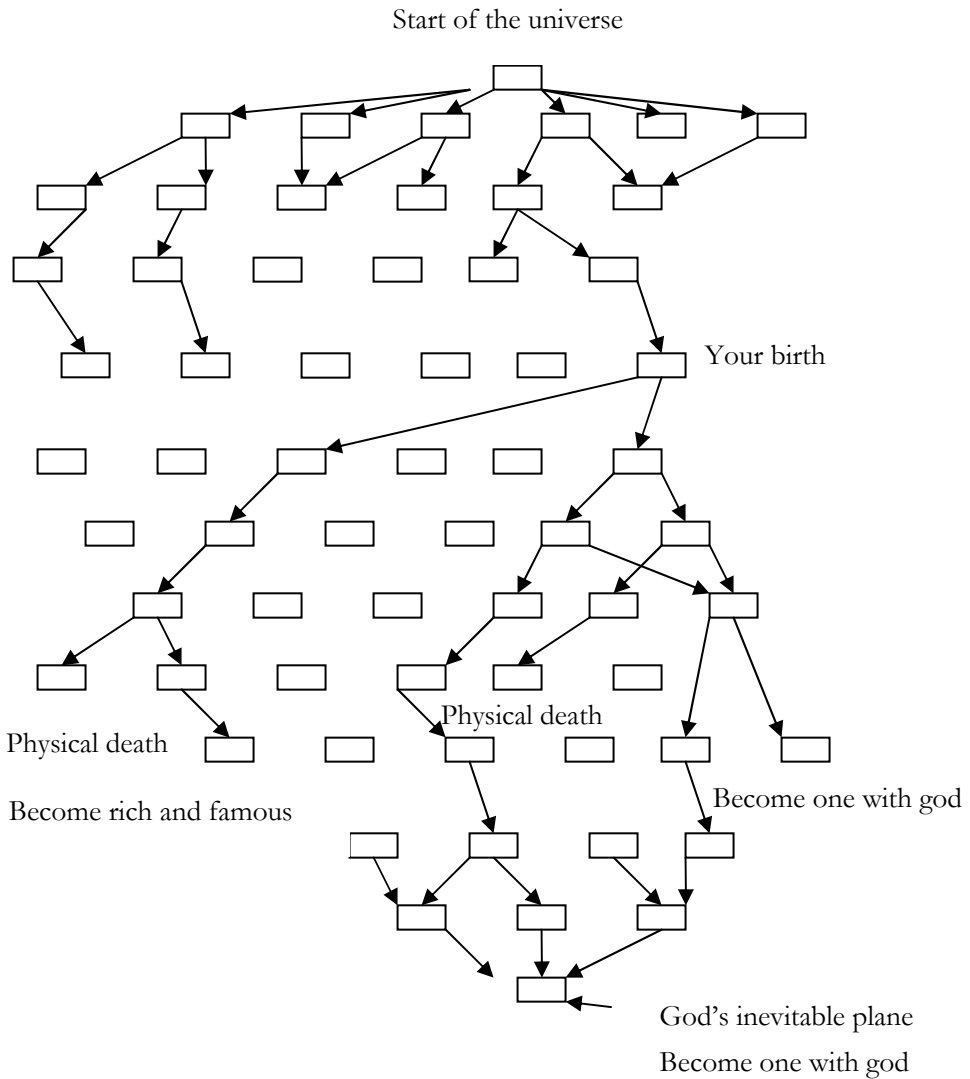 Start of the universe
Your birth
Physical death
Physical death
Become one with god
Become rich and famous
God's inevitable plane
Become one with god